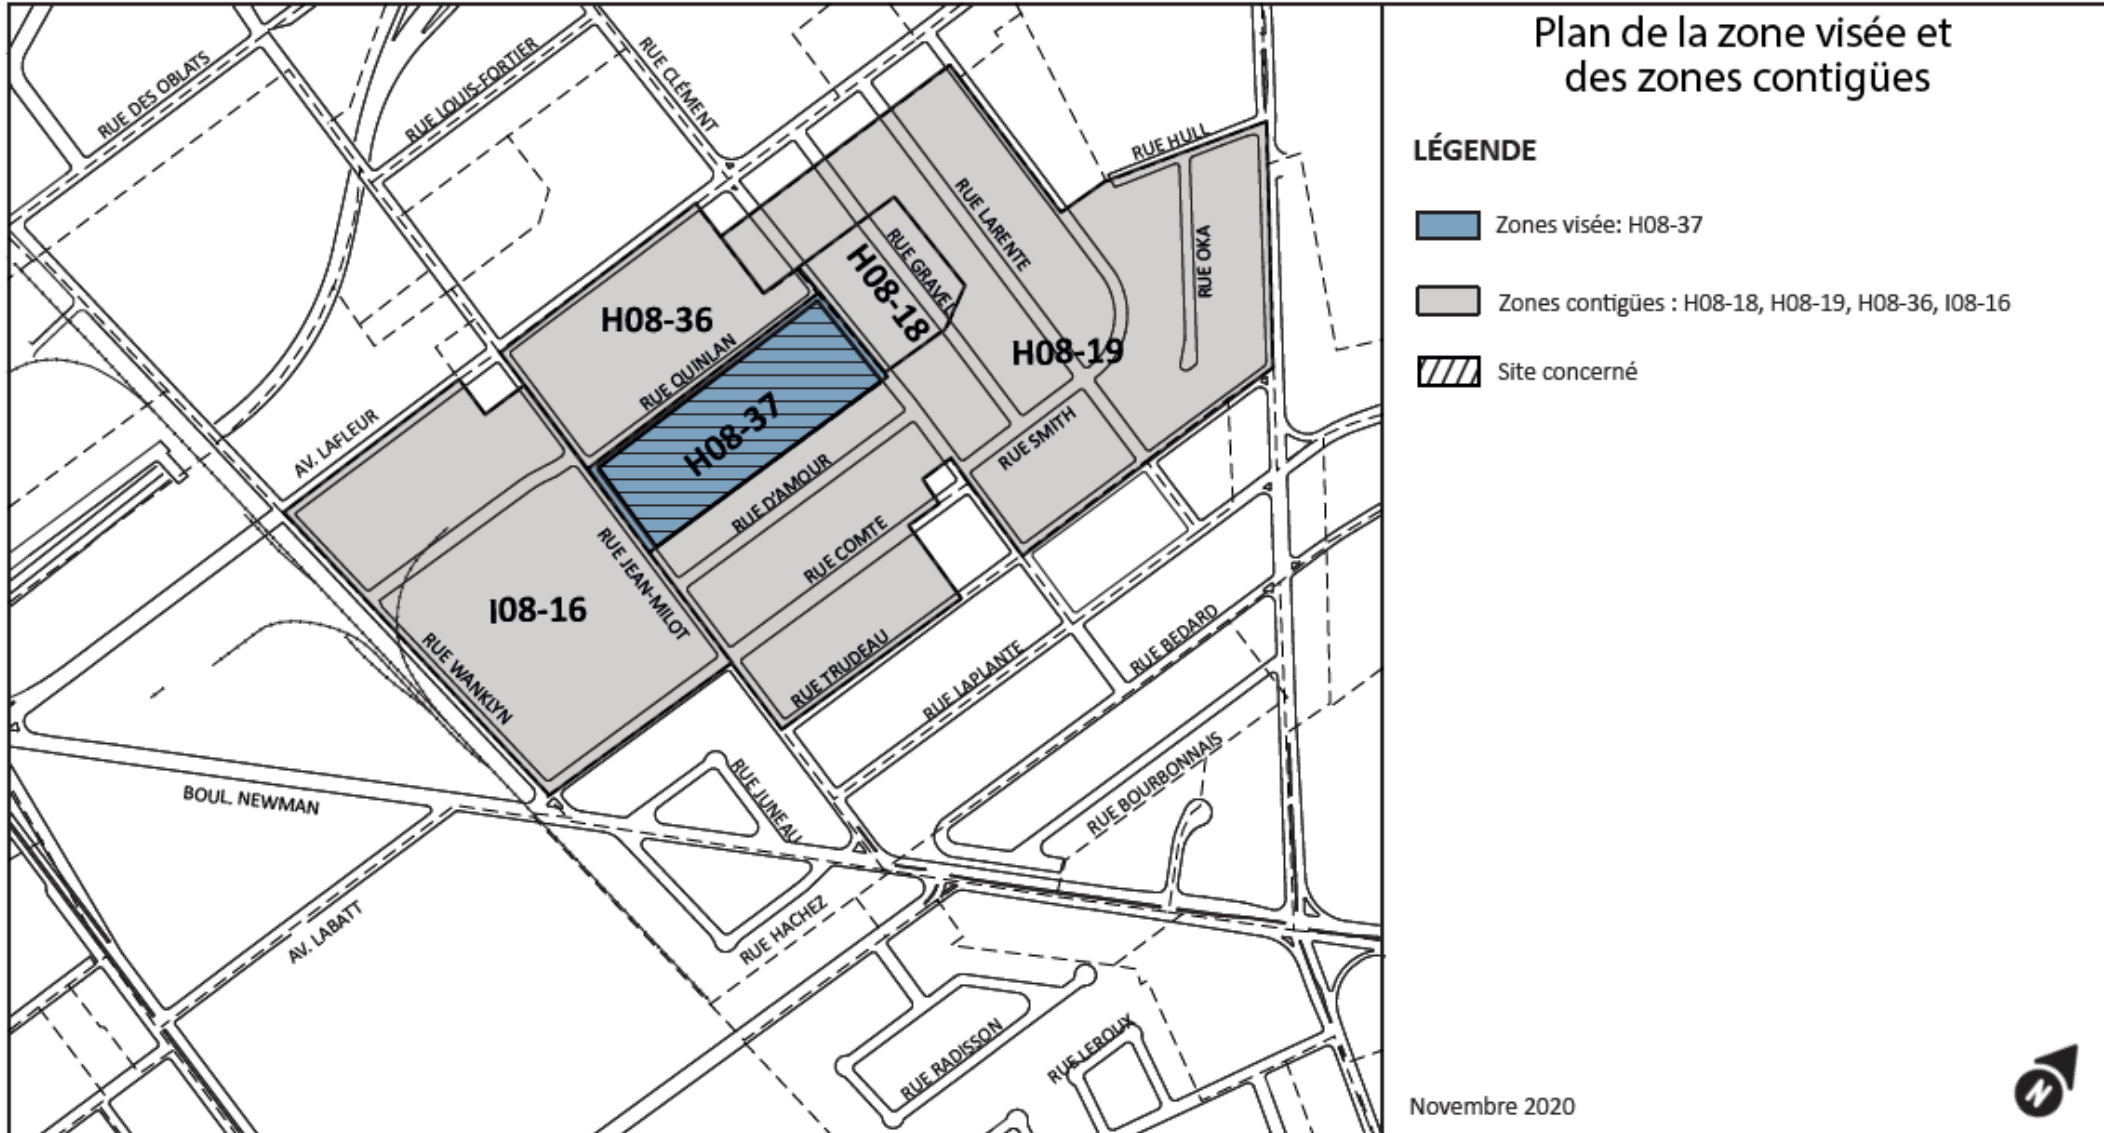 Plan de la zone visée et
des zones contigües
LÉGENDE
Zones visée: H08-37
Zones contigües : H08-18, H08-19, H08-36, I08-16
Site concerné
Novembre 2020
N
RUE DES OBLATS
RUE LOUIS-FORTIER
RUE CLÉMENT
RUE HULL
RUE LARENTE
RUE OKA
RUE GRAVEL
H08-18
H08-36
H08-19
RUE QUINLAN
H08-37
AV. LAFLEUR
RUE SMITH
RUE D'AMOUR
RUE COMTE
RUE JEAN-MILOT
I08-16
RUE WANKLYN
RUE TRUDEAU
RUE LAPLANTE
RUE BÉDARD
RUE BOURBONNAIS
RUE JUNEAU
BOUL. NEWMAN
AV. LABATT
RUE HACHEZ
RUE RADISSON
RUE LEROUX